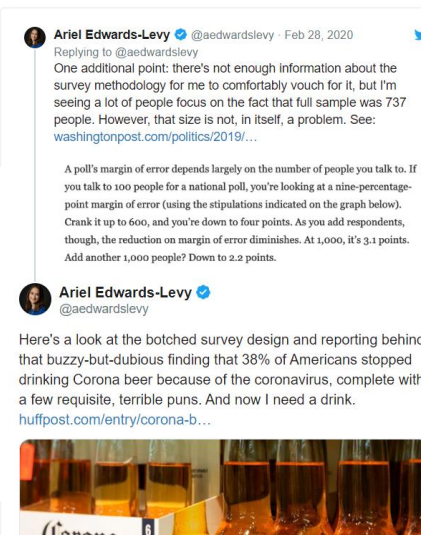 Ariel Edwards-Levy @aedwardslevy · Feb 28, 2020
Replying to @aedwardslevy
One additional point: there's not enough information about the
survey methodology for me to comfortably vouch for it, but I'm
seeing a lot of people focus on the fact that full sample was 737
people. However, that size is not, in itself, a problem. See:
washingtonpost.com/politics/2019/…
A poll's margin of error depends largely on the number of people you talk to. If
you talk to 100 people for a national poll, you're looking at a nine-percentage-
point margin of error (using the stipulations indicated on the graph below).
Crank it up to 600, and you're down to four points. As you add respondents,
though, the reduction on margin of error diminishes. At 1,000, it's 3.1 points.
Add another 1,000 people? Down to 2.2 points.
Ariel Edwards-Levy
@aedwardslevy
Here's a look at the botched survey design and reporting behind
that buzzy-but-dubious finding that 38% of Americans stopped
drinking Corona beer because of the coronavirus, complete with
a few requisite, terrible puns. And now I need a drink.
huffpost.com/entry/corona-b…
Corona
6